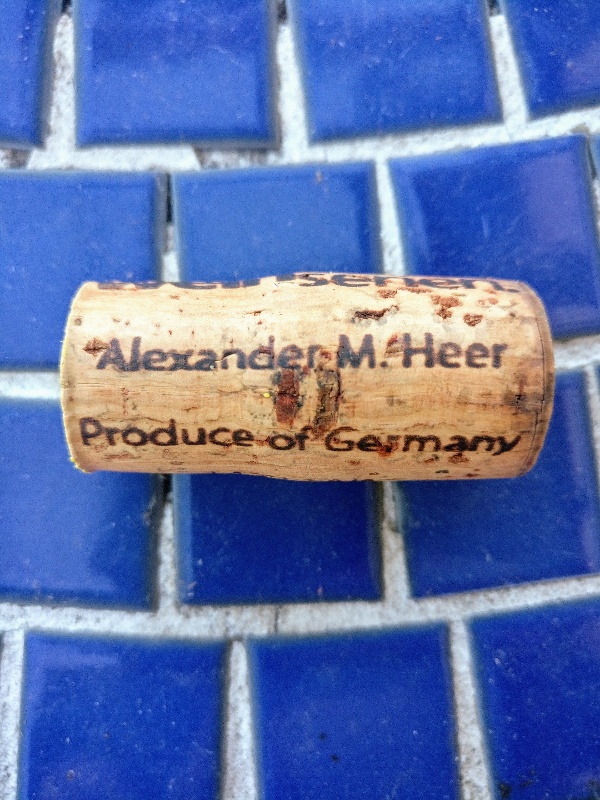 Alexander M. Heer
Produce of Germany